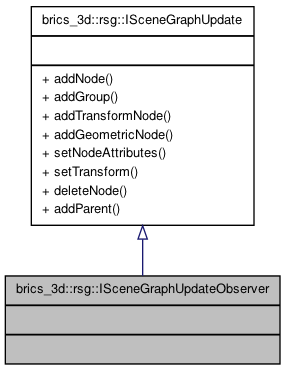 brics_3d::rsg::ISceneGraphUpdate
+ addNode()
+ addGroup()
+ addTransformNode()
+ addGeometricNode()
+ setNodeAttributes()
+ setTransform()
+ deleteNode()
+ addParent()
brics_3d::rsg::ISceneGraphUpdateObserver